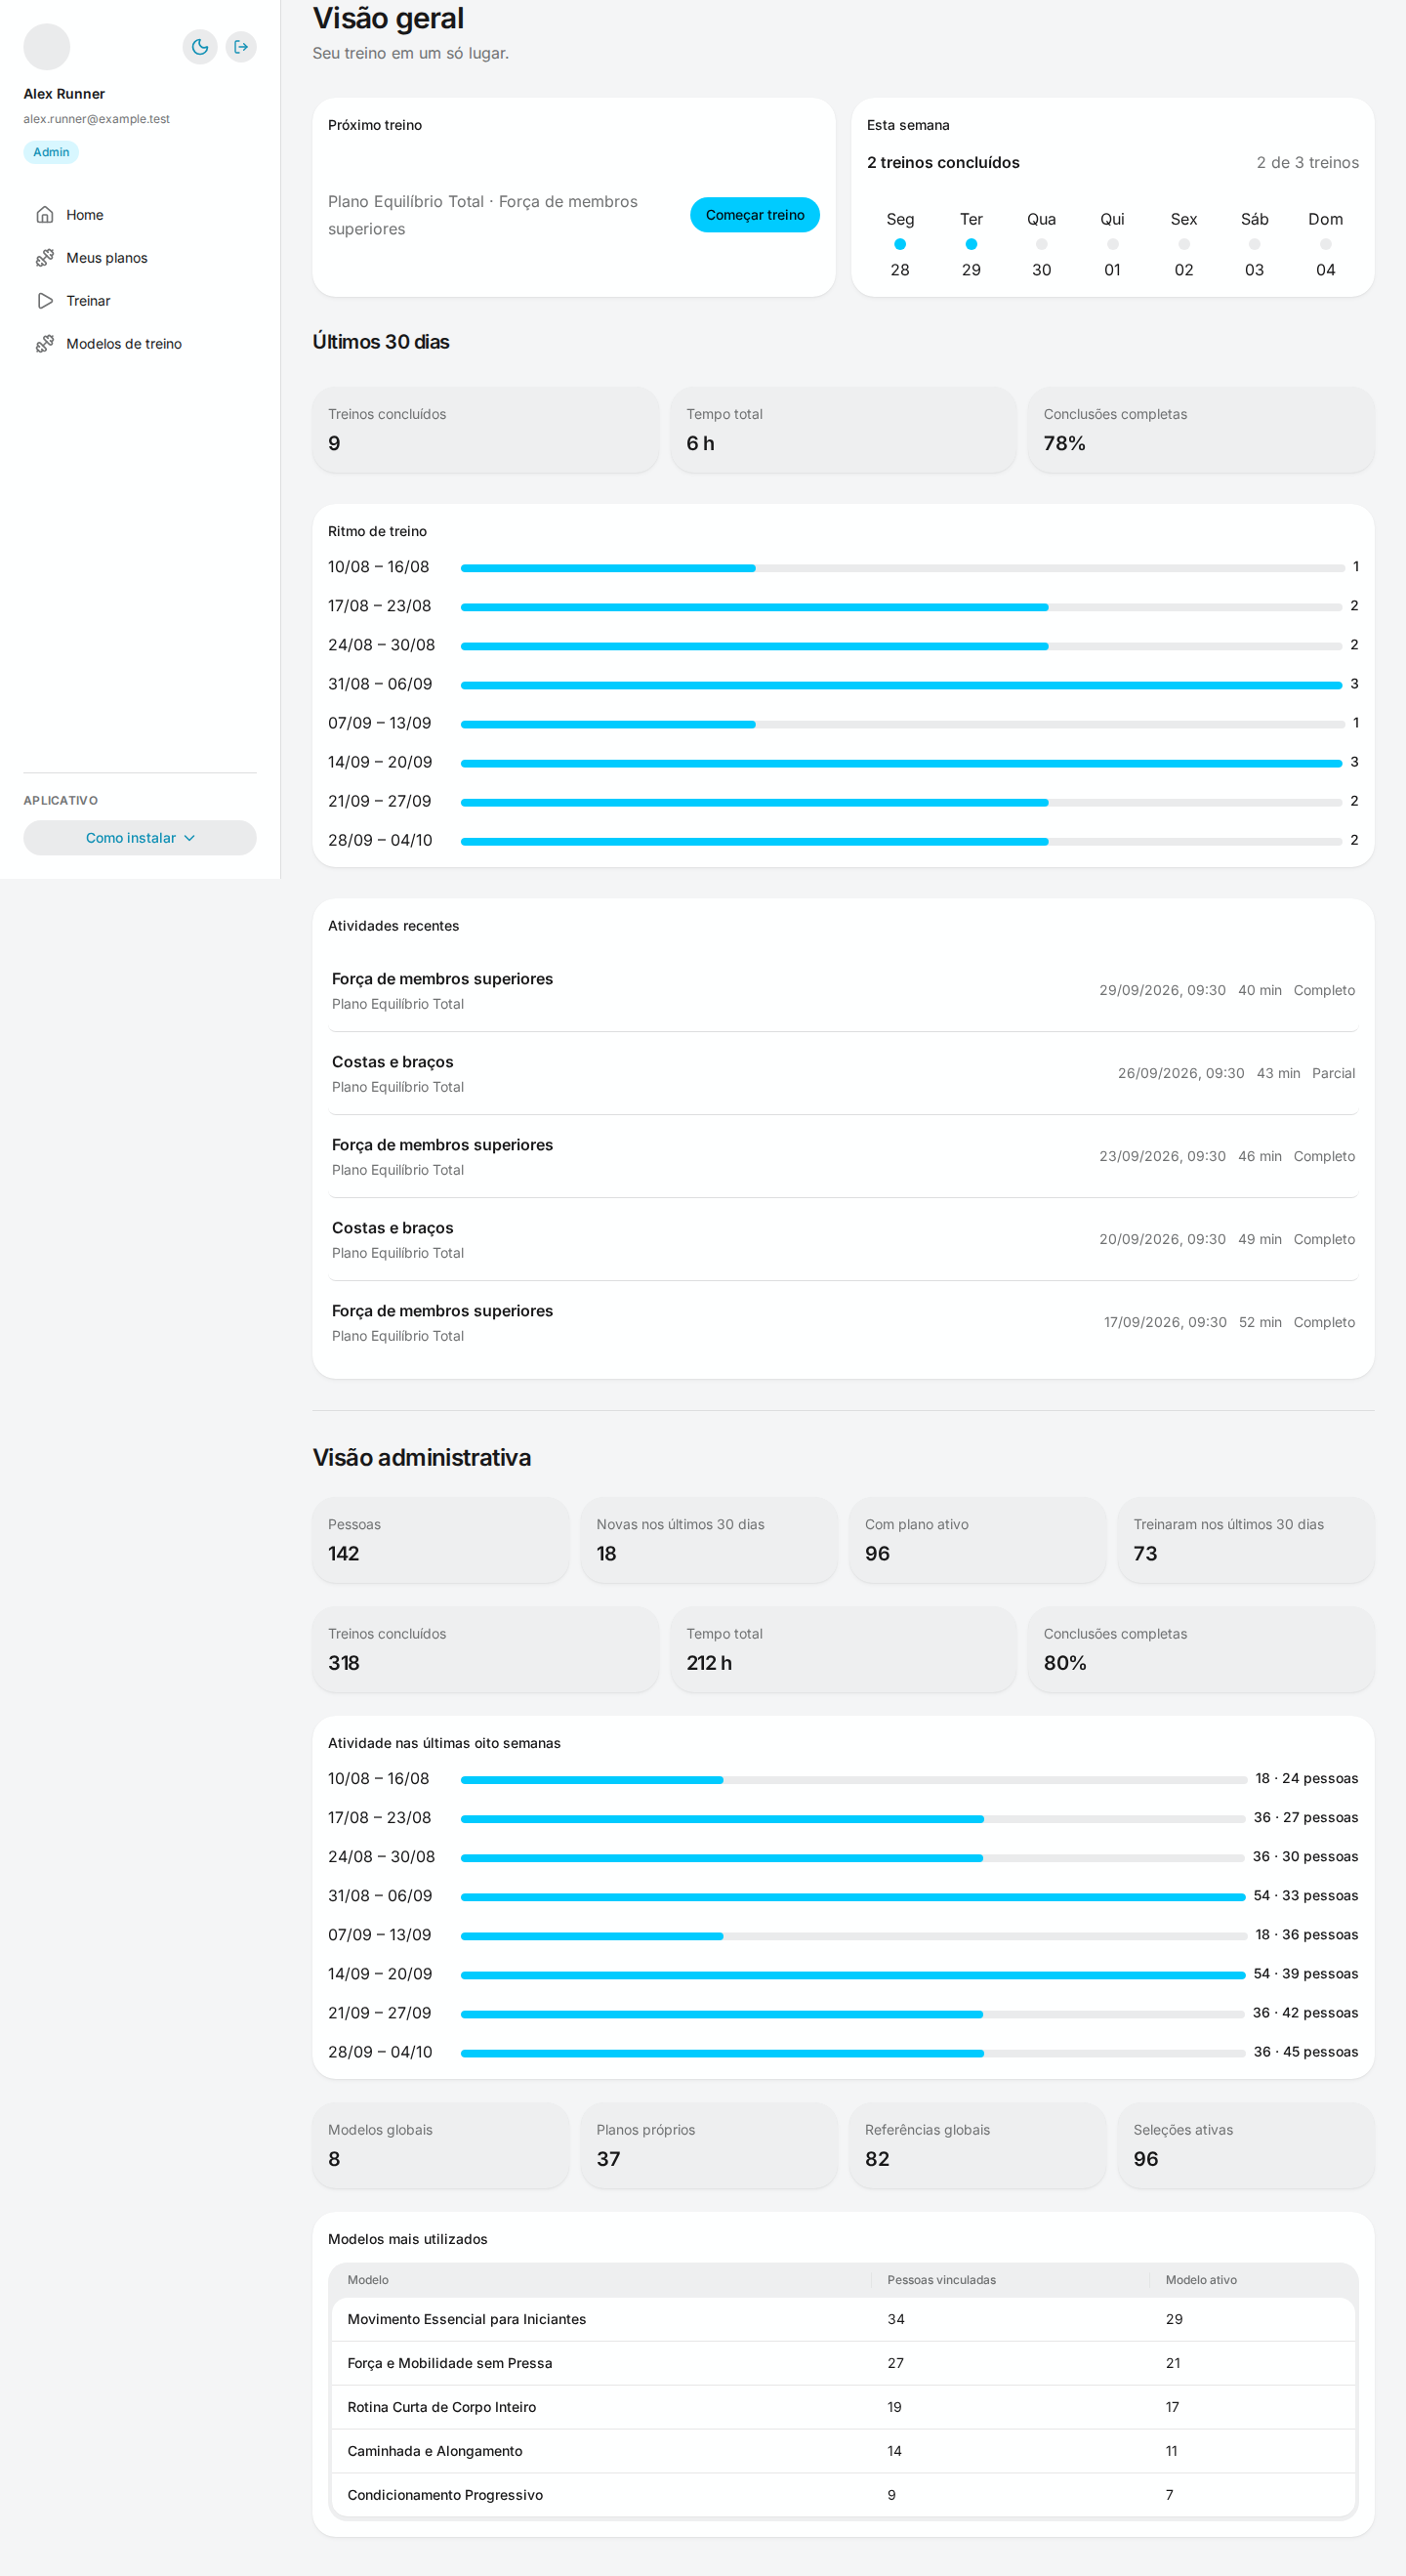 Alex Runner
alex.runner@example.test
Admin
Home
Meus planos
Treinar
Modelos de treino
APLICATIVO
Como instalar
Visão geral
Seu treino em um só lugar.
Próximo treino
Plano Equilíbrio Total · Força de membros
superiores
Começar treino
Esta semana
2 treinos concluídos
2 de 3 treinos
Seg Ter Qua Qui Sex Sáb Dom
28 29 30 01 02 03 04
Últimos 30 dias
Treinos concluídos
9
Tempo total
6 h
Conclusões completas
78%
Ritmo de treino
10/08 – 16/08 1
17/08 – 23/08 2
24/08 – 30/08 2
31/08 – 06/09 3
07/09 – 13/09 1
14/09 – 20/09 3
21/09 – 27/09 2
28/09 – 04/10 2
Atividades recentes
Força de membros superiores
Plano Equilíbrio Total
29/09/2026, 09:30 40 min Completo
Costas e braços
Plano Equilíbrio Total
26/09/2026, 09:30 43 min Parcial
Força de membros superiores
Plano Equilíbrio Total
23/09/2026, 09:30 46 min Completo
Costas e braços
Plano Equilíbrio Total
20/09/2026, 09:30 49 min Completo
Força de membros superiores
Plano Equilíbrio Total
17/09/2026, 09:30 52 min Completo
Visão administrativa
Pessoas
142
Novas nos últimos 30 dias
18
Com plano ativo
96
Treinaram nos últimos 30 dias
73
Treinos concluídos
318
Tempo total
212 h
Conclusões completas
80%
Atividade nas últimas oito semanas
10/08 – 16/08 18 · 24 pessoas
17/08 – 23/08 36 · 27 pessoas
24/08 – 30/08 36 · 30 pessoas
31/08 – 06/09 54 · 33 pessoas
07/09 – 13/09 18 · 36 pessoas
14/09 – 20/09 54 · 39 pessoas
21/09 – 27/09 36 · 42 pessoas
28/09 – 04/10 36 · 45 pessoas
Modelos globais
8
Planos próprios
37
Referências globais
82
Seleções ativas
96
Modelos mais utilizados
Modelo Pessoas vinculadas Modelo ativo
Movimento Essencial para Iniciantes 34 29
Força e Mobilidade sem Pressa 27 21
Rotina Curta de Corpo Inteiro 19 17
Caminhada e Alongamento 14 11
Condicionamento Progressivo 9 7